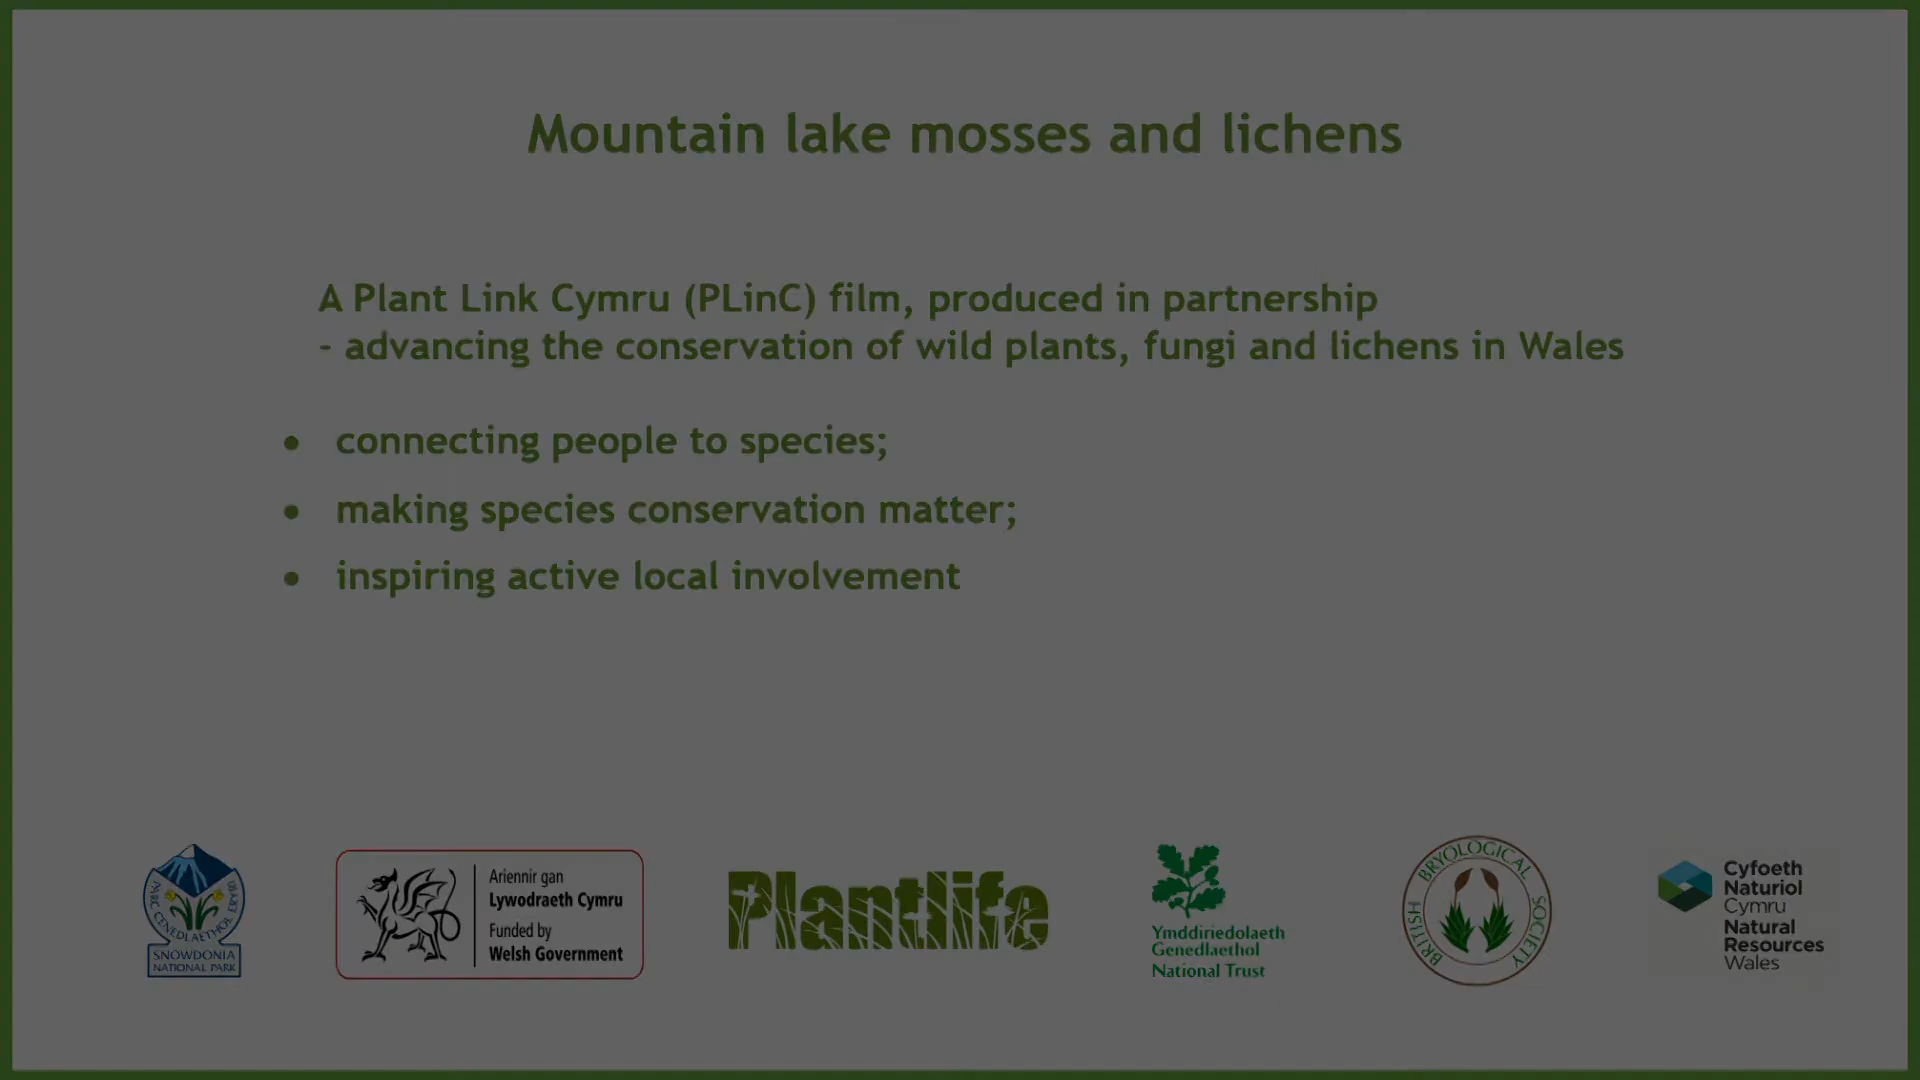 Mountain lake mosses and lichens
A Plant Link Cymru (PLinC) film, produced in partnership
- advancing the conservation of wild plants, fungi and lichens in Wales
• connecting people to species;
• making species conservation matter;
• inspiring active local involvement
PARC CENEDLAETHOL ERYRI
SNOWDONIA
NATIONAL PARK
Ariennir gan
Lywodraeth Cymru
Funded by
Welsh Government
Plantlife
Ymddiriedolaeth
Genedlaethol
National Trust
BRITISH BRYOLOGICAL SOCIETY
Cyfoeth
Naturiol
Cymru
Natural
Resources
Wales